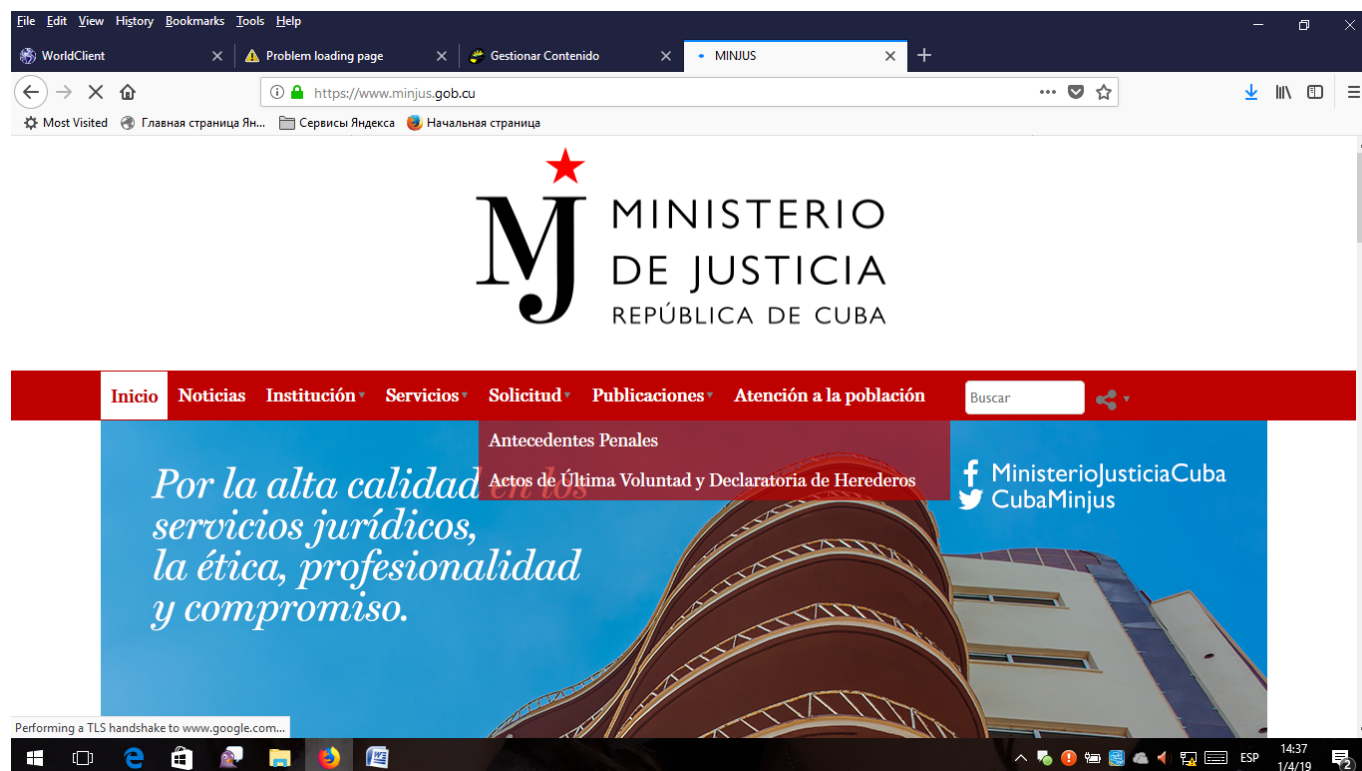 File Edit View History Bookmarks Tools Help
WorldClient Problem loading page Gestionar Contenido MINJUS
https://www.minjus.gob.cu
Most Visited Главная страница Ян... Сервисы Яндекса Начальная страница
MJ MINISTERIO
DE JUSTICIA
REPÚBLICA DE CUBA
Inicio Noticias Institución Servicios Solicitud Publicaciones Atención a la población Buscar
Antecedentes Penales
Actos de Última Voluntad y Declaratoria de Herederos
Por la alta calidad en los
servicios jurídicos,
la ética, profesionalidad
y compromiso.
f MinisterioJusticiaCuba
CubaMinjus
Performing a TLS handshake to www.google.com...
ESP 14:37
1/4/19 2